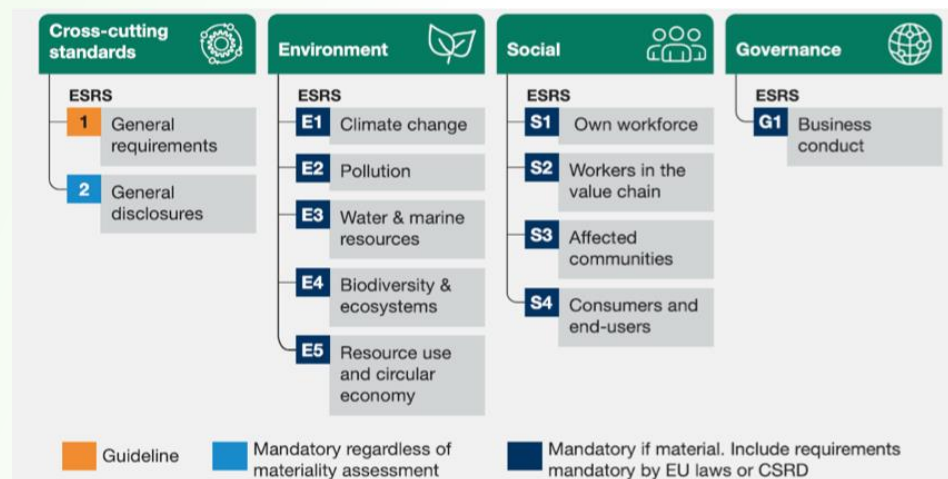 Cross-cutting
standards
ESRS
1
General
requirements
2
General
disclosures
Environment
ESRS
E1
Climate change
E2
Pollution
E3
Water & marine
resources
E4
Biodiversity &
ecosystems
E5
Resource use
and circular
economy
Social
ESRS
S1
Own workforce
S2
Workers in the
value chain
S3
Affected
communities
S4
Consumers and
end-users
Governance
ESRS
G1
Business
conduct
Guideline
Mandatory regardless of
materiality assessment
Mandatory if material. Include requirements
mandatory by EU laws or CSRD